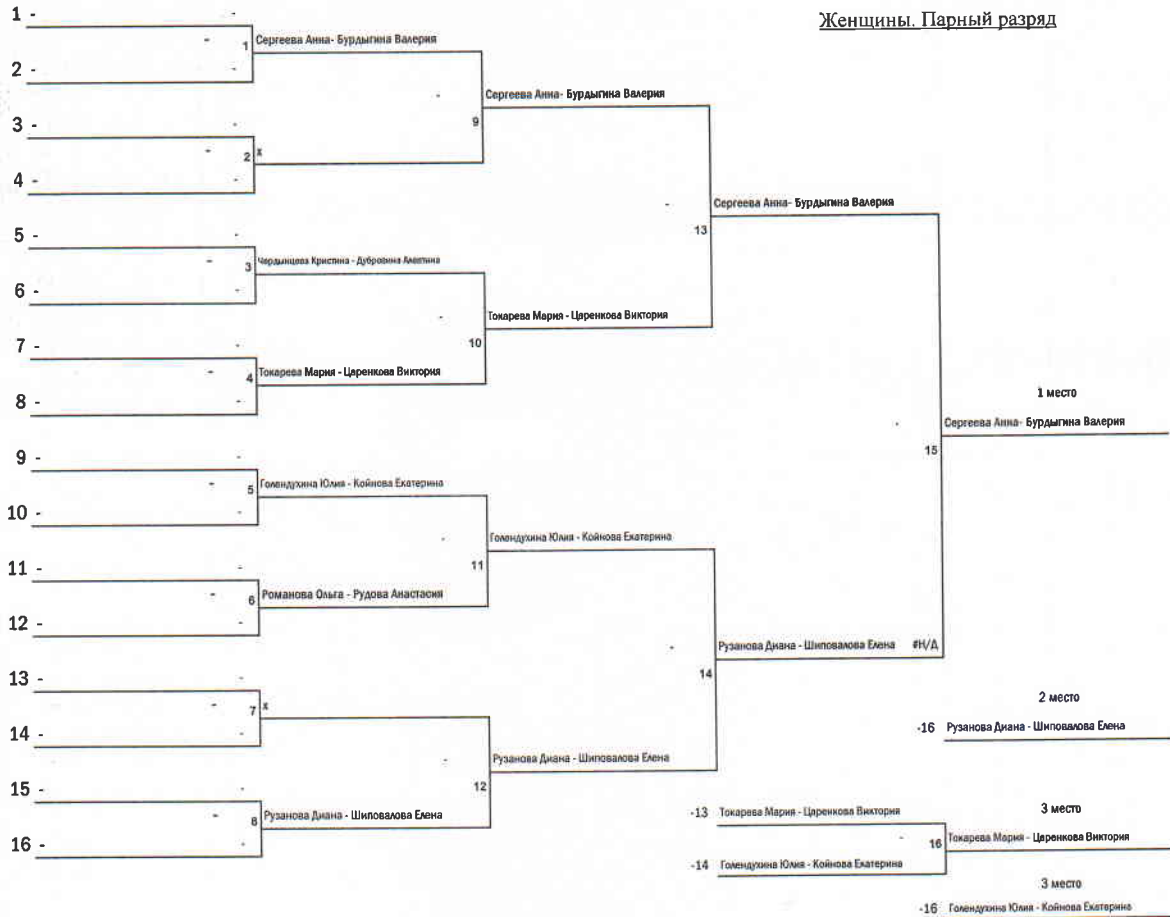 Женщины. Парный разряд
1 -
1 Сергеева Анна- Бурдыгина Валерия
2 -
Сергеева Анна- Бурдыгина Валерия
9
3 -
2 x
4 -
Сергеева Анна- Бурдыгина Валерия
13
5 -
3 Чердынцева Кристина - Дубровина Алевтина
6 -
Токарева Мария - Царенкова Виктория
10
7 -
4 Токарева Мария - Царенкова Виктория
8 -
1 место
Сергеева Анна- Бурдыгина Валерия
15
9 -
5 Голендухина Юлия - Койнова Екатерина
10 -
Голендухина Юлия - Койнова Екатерина
11
11 -
6 Романова Ольга - Рудова Анастасия
12 -
Рузанова Диана - Шиповалова Елена #Н/Д
14
13 -
7 x
14 -
2 место
-16 Рузанова Диана - Шиповалова Елена
Рузанова Диана - Шиповалова Елена
12
15 -
8 Рузанова Диана - Шиповалова Елена
16 -
-13 Токарева Мария - Царенкова Виктория
3 место
16 Токарева Мария - Царенкова Виктория
-14 Голендухина Юлия - Койнова Екатерина
3 место
-16 Голендухина Юлия - Койнова Екатерина